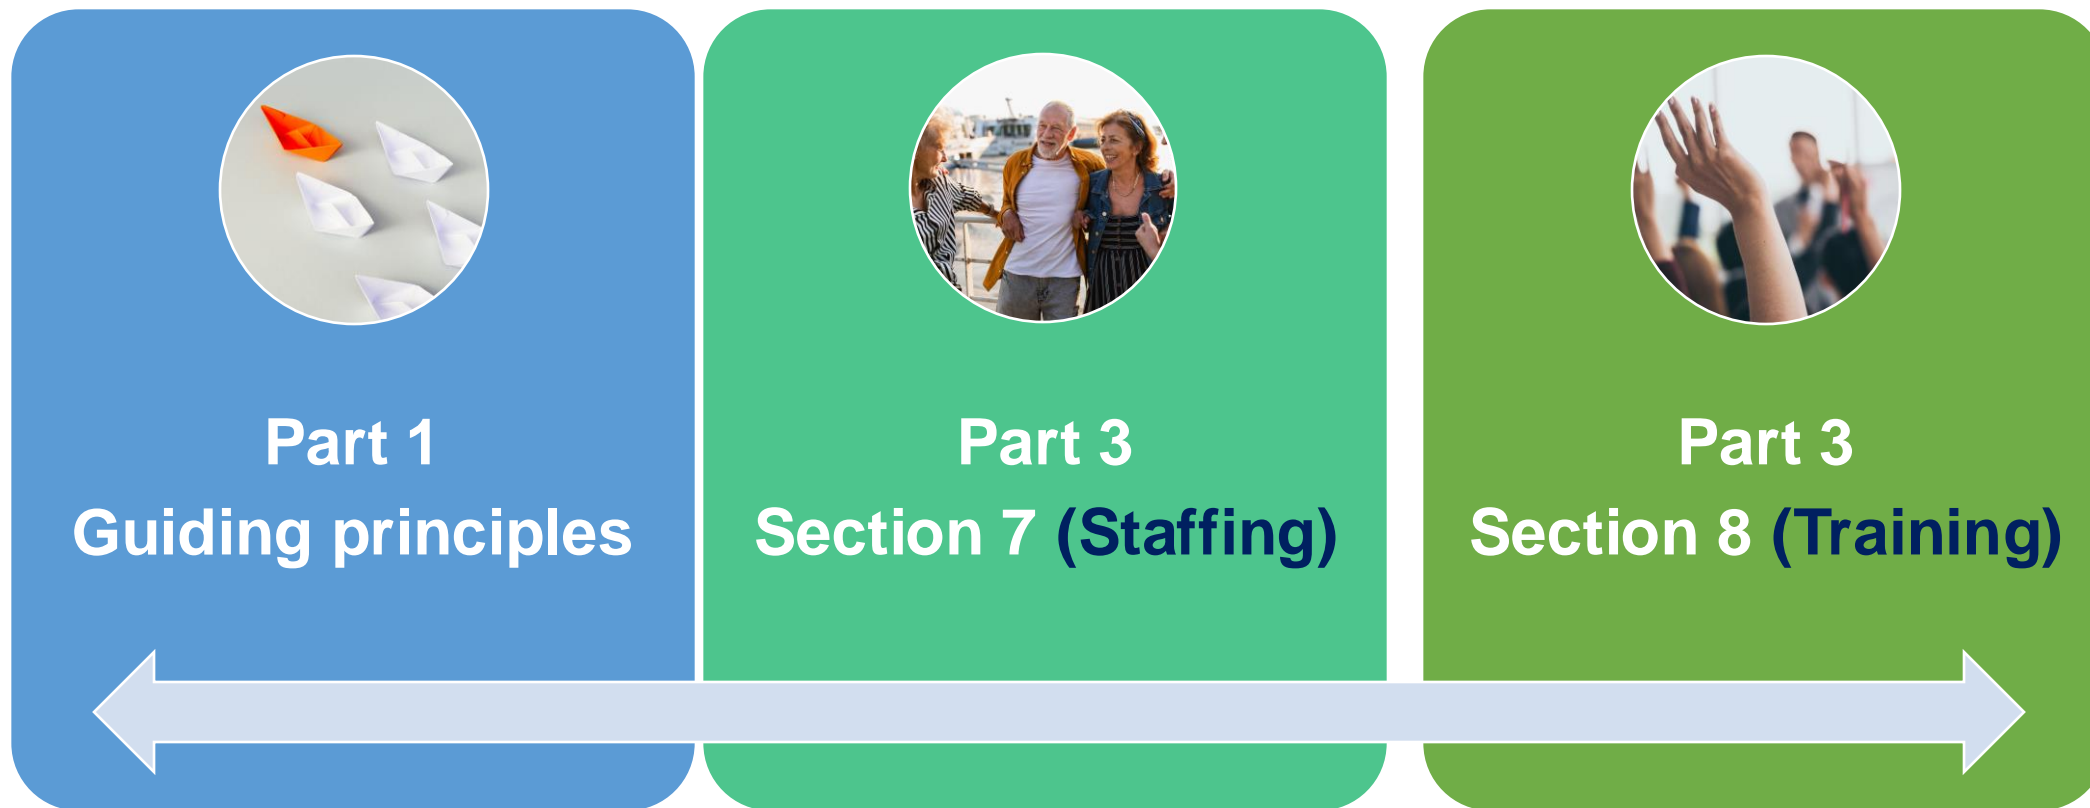 Part 1
Guiding principles
Part 3
Section 7 (Staffing)
Part 3
Section 8 (Training)